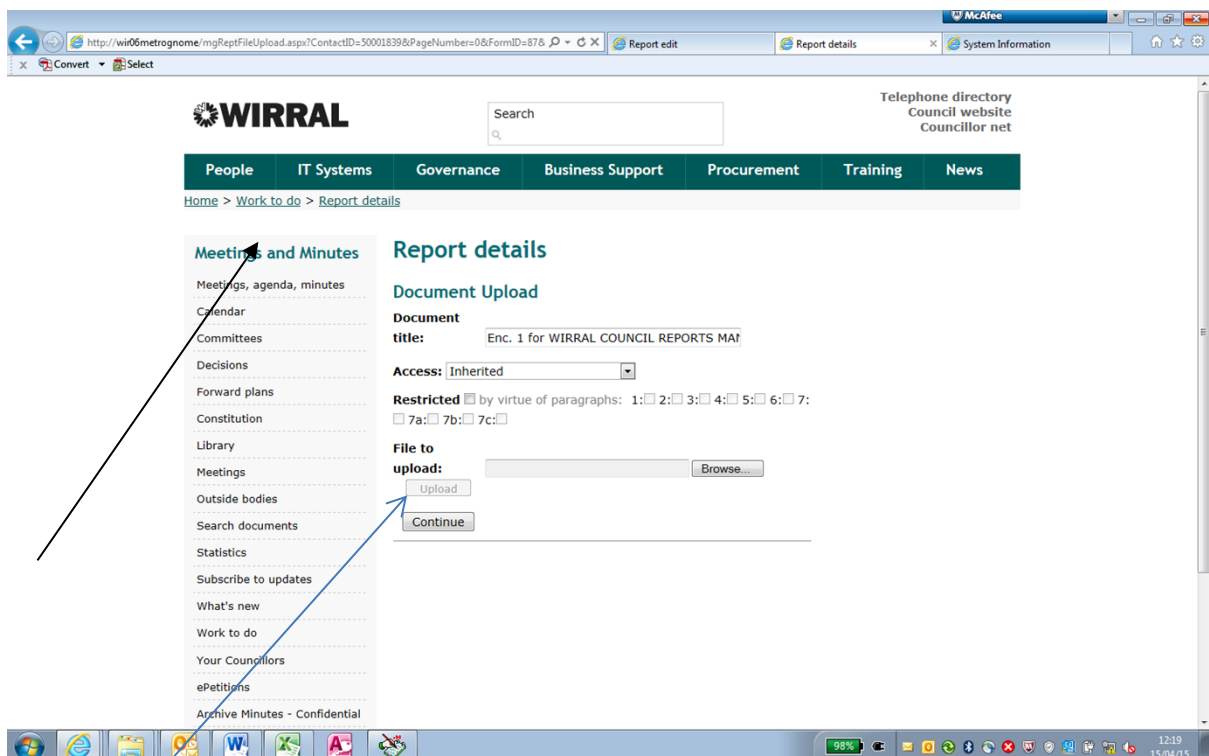 McAfee
http://wir06metrognome/mgReptFileUpload.aspx?ContactID=50001839&PageNumber=0&FormID=878 Report edit Report details System Information
x Convert Select
WIRRAL
Search
Telephone directory
Council website
Councillor net
People IT Systems Governance Business Support Procurement Training News
Home > Work to do > Report details
Meetings and Minutes
Meetings, agenda, minutes
Calendar
Committees
Decisions
Forward plans
Constitution
Library
Meetings
Outside bodies
Search documents
Statistics
Subscribe to updates
What's new
Work to do
Your Councillors
ePetitions
Archive Minutes - Confidential
Report details
Document Upload
Document
title: Enc. 1 for WIRRAL COUNCIL REPORTS MAN
Access: Inherited
Restricted by virtue of paragraphs: 1: 2: 3: 4: 5: 6: 7:
7a: 7b: 7c:
File to
upload: Browse...
Upload
Continue
98%
12:19
15/04/15